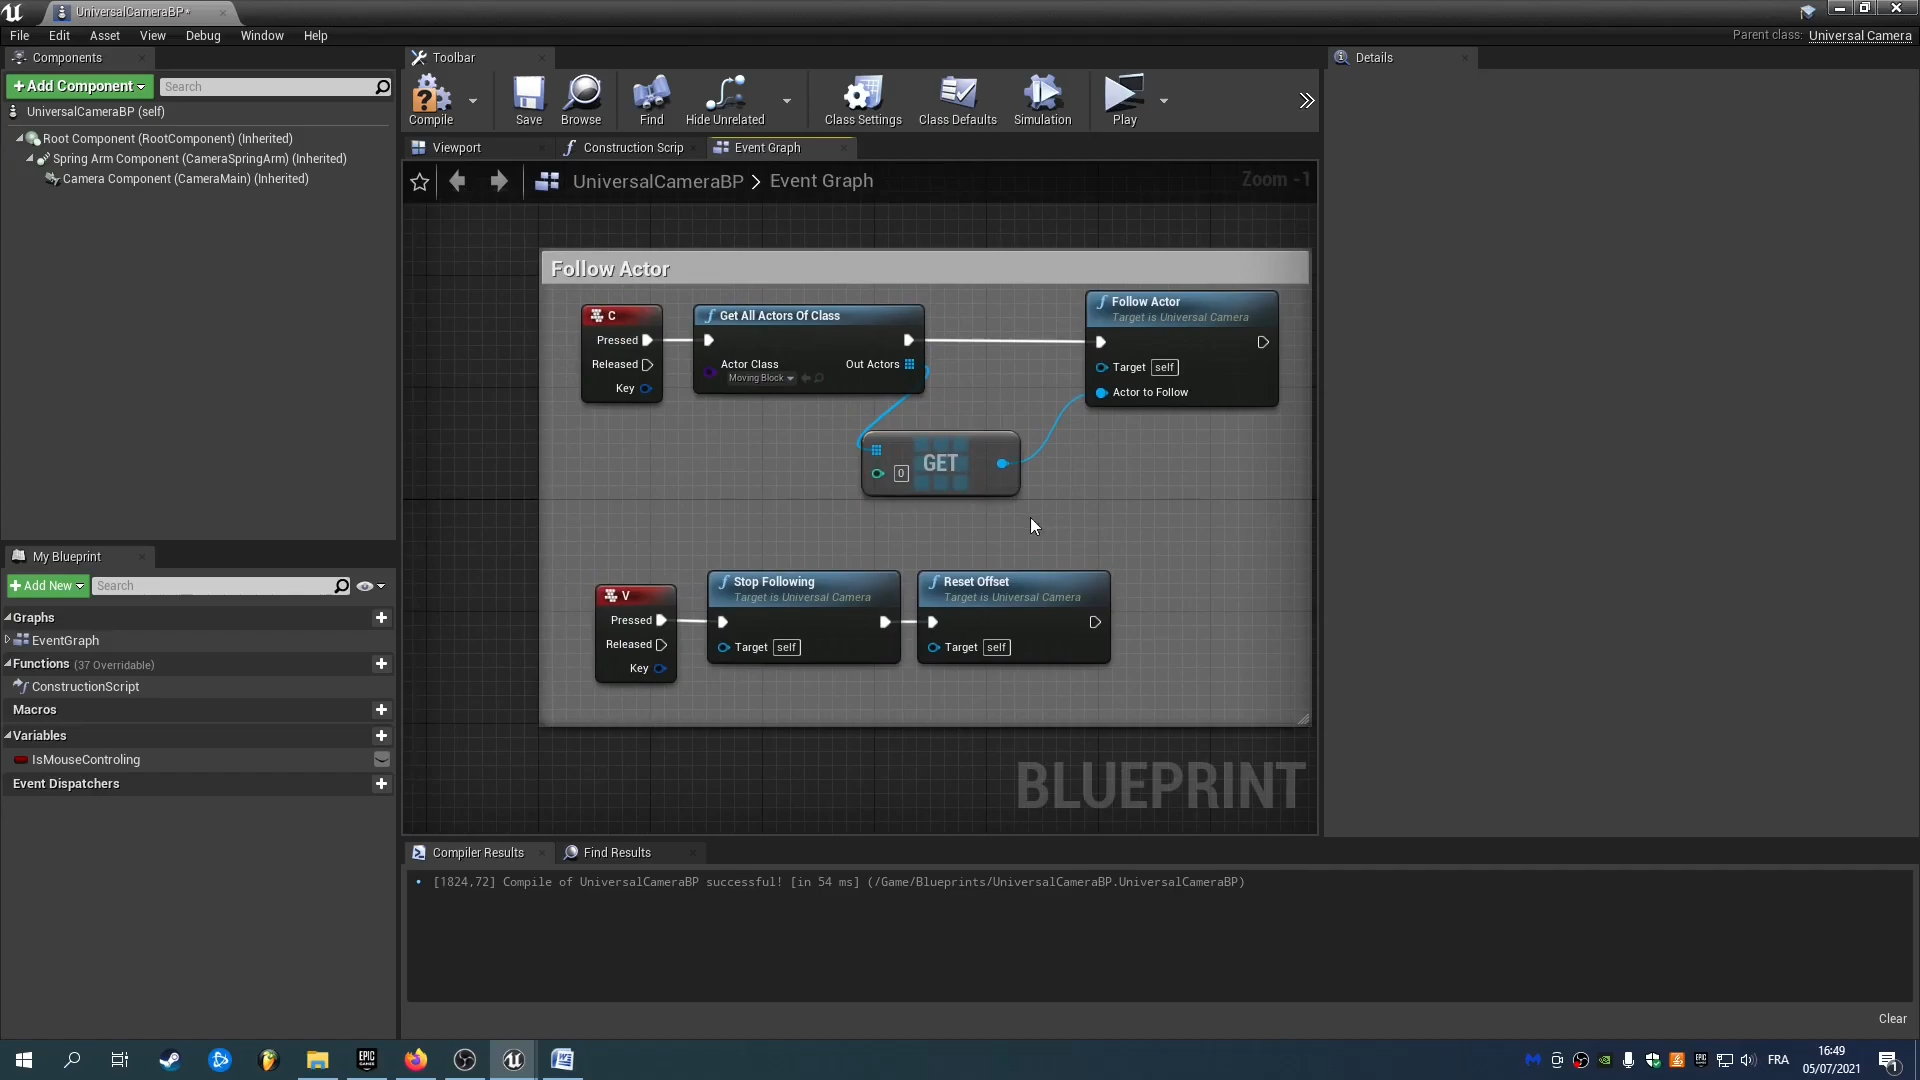 UniversalCameraBP*
File Edit Asset View Debug Window Help
Parent class: Universal Camera
Components
Toolbar
Details
+Add Component
Search
Compile
Save
Browse
Find
Hide Unrelated
Class Settings
Class Defaults
Simulation
Play
UniversalCameraBP (self)
Root Component (RootComponent) (Inherited)
Spring Arm Component (CameraSpringArm) (Inherited)
Camera Component (CameraMain) (Inherited)
Viewport
Construction Scrip
Event Graph
UniversalCameraBP > Event Graph
Zoom -1
Follow Actor
C
Pressed
Released
Key
Get All Actors Of Class
Actor Class
Moving Block
Out Actors
Follow Actor
Target is Universal Camera
Target self
Actor to Follow
GET
0
V
Pressed
Released
Key
Stop Following
Target is Universal Camera
Target self
Reset Offset
Target is Universal Camera
Target self
BLUEPRINT
My Blueprint
+Add New
Search
Graphs
EventGraph
Functions (37 Overridable)
ConstructionScript
Macros
Variables
IsMouseControling
Event Dispatchers
Compiler Results
Find Results
[1824,72] Compile of UniversalCameraBP successful! [in 54 ms] (/Game/Blueprints/UniversalCameraBP.UniversalCameraBP)
Clear
EPIC GAMES
FRA
16:49
05/07/2021
1